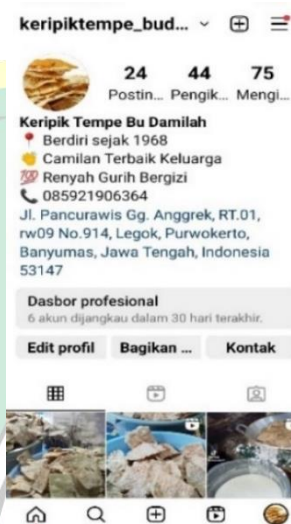 keripiktempe_bud...
24 44 75
Postin... Pengik... Mengi...
Keripik Tempe Bu Damilah
📍 Berdiri sejak 1968
👏 Camilan Terbaik Keluarga
💯 Renyah Gurih Bergizi
📞 085921906364
Jl. Pancurawis Gg. Anggrek, RT.01,
rw09 No.914, Legok, Purwokerto,
Banyumas, Jawa Tengah, Indonesia
53147
Dasbor profesional
6 akun dijangkau dalam 30 hari terakhir.
Edit profil Bagikan ... Kontak